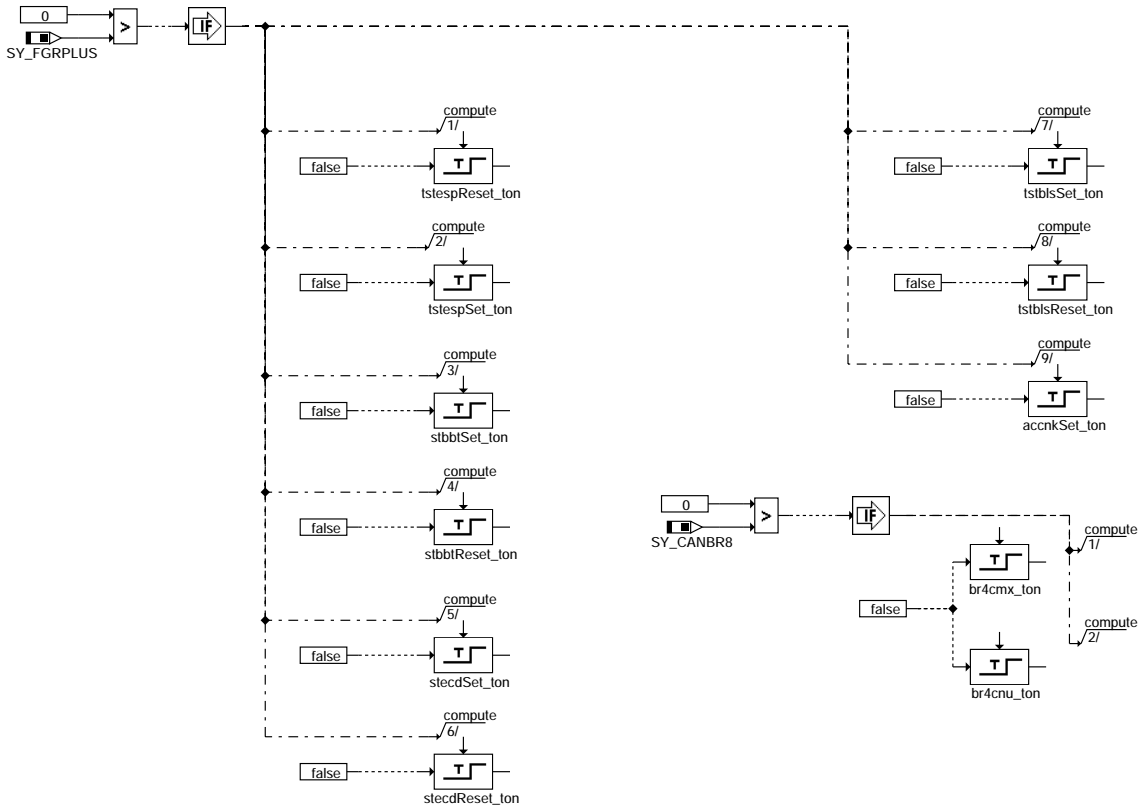 0
>
IF
SY_FGRPLUS
compute
1/
false
T
tstespReset_ton
compute
2/
false
T
tstespSet_ton
compute
3/
false
T
stbbtSet_ton
compute
4/
false
T
stbbtReset_ton
compute
5/
false
T
stecdSet_ton
compute
6/
false
T
stecdReset_ton
compute
7/
false
T
tstblsSet_ton
compute
8/
false
T
tstblsReset_ton
compute
9/
false
T
accnkSet_ton
0
>
IF
SY_CANBR8
compute
1/
T
br4cmx_ton
false
compute
2/
T
br4cnu_ton